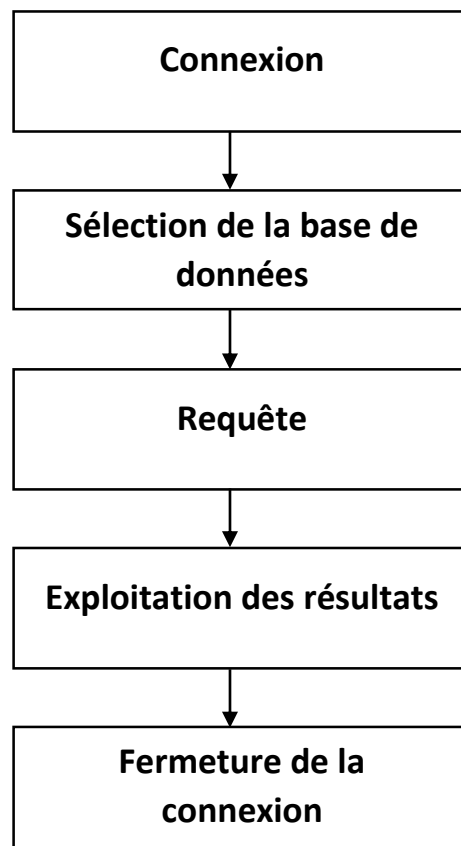 Connexion
Sélection de la base de
données
Requête
Exploitation des résultats
Fermeture de la
connexion